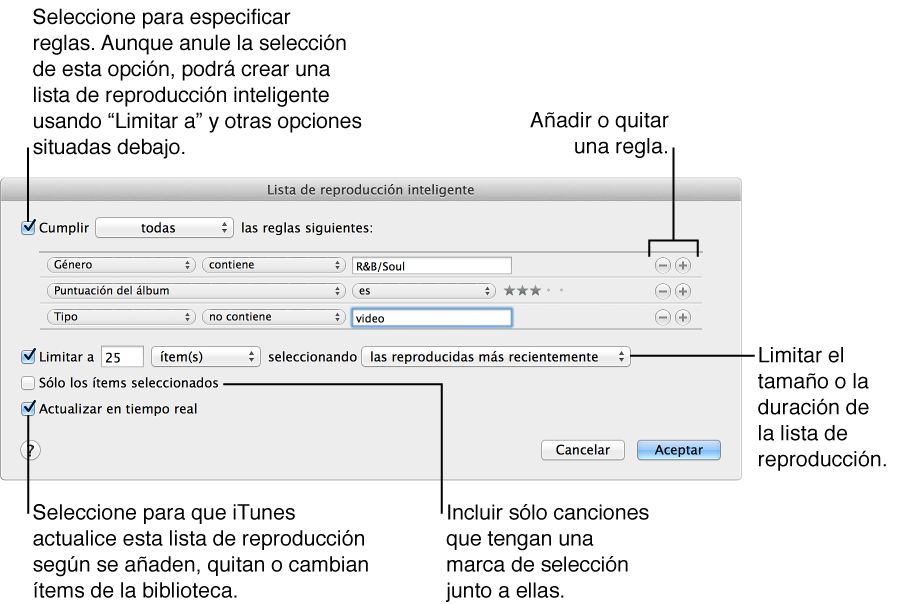 Seleccione para especificar
reglas. Aunque anule la selección
de esta opción, podrá crear una
lista de reproducción inteligente
usando “Limitar a” y otras opciones
situadas debajo.
Añadir o quitar
una regla.
Lista de reproducción inteligente
Cumplir todas las reglas siguientes:
Género contiene R&B/Soul
Puntuación del álbum es
Tipo no contiene video
Limitar a 25 ítem(s) seleccionando las reproducidas más recientemente
Sólo los ítems seleccionados
Actualizar en tiempo real
?
Cancelar Aceptar
Limitar el
tamaño o la
duración de
la lista de
reproducción.
Seleccione para que iTunes
actualice esta lista de reproducción
según se añaden, quitan o cambian
ítems de la biblioteca.
Incluir sólo canciones
que tengan una
marca de selección
junto a ellas.